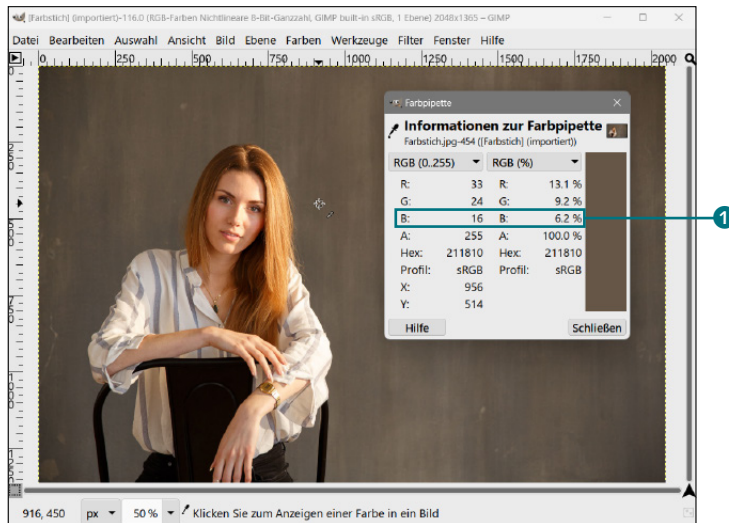 [Farbstich] (importiert)-116.0 (RGB-Farben Nichtlineare 8-Bit-Ganzzahl, GIMP built-in sRGB, 1 Ebene) 2048x1365 – GIMP
Datei Bearbeiten Auswahl Ansicht Bild Ebene Farben Werkzeuge Filter Fenster Hilfe
0 250 500 750 1000 1250 1500 1750 2000
Farbpipette
Informationen zur Farbpipette
Farbstich.jpg-454 ([Farbstich] (importiert))
RGB (0..255) RGB (%)
R: 33 R: 13.1 %
G: 24 G: 9.2 %
B: 16 B: 6.2 %
1
A: 255 A: 100.0 %
Hex: 211810 Hex: 211810
Profil: sRGB Profil: sRGB
X: 956
Y: 514
Hilfe Schließen
916, 450 px 50 % Klicken Sie zum Anzeigen einer Farbe in ein Bild